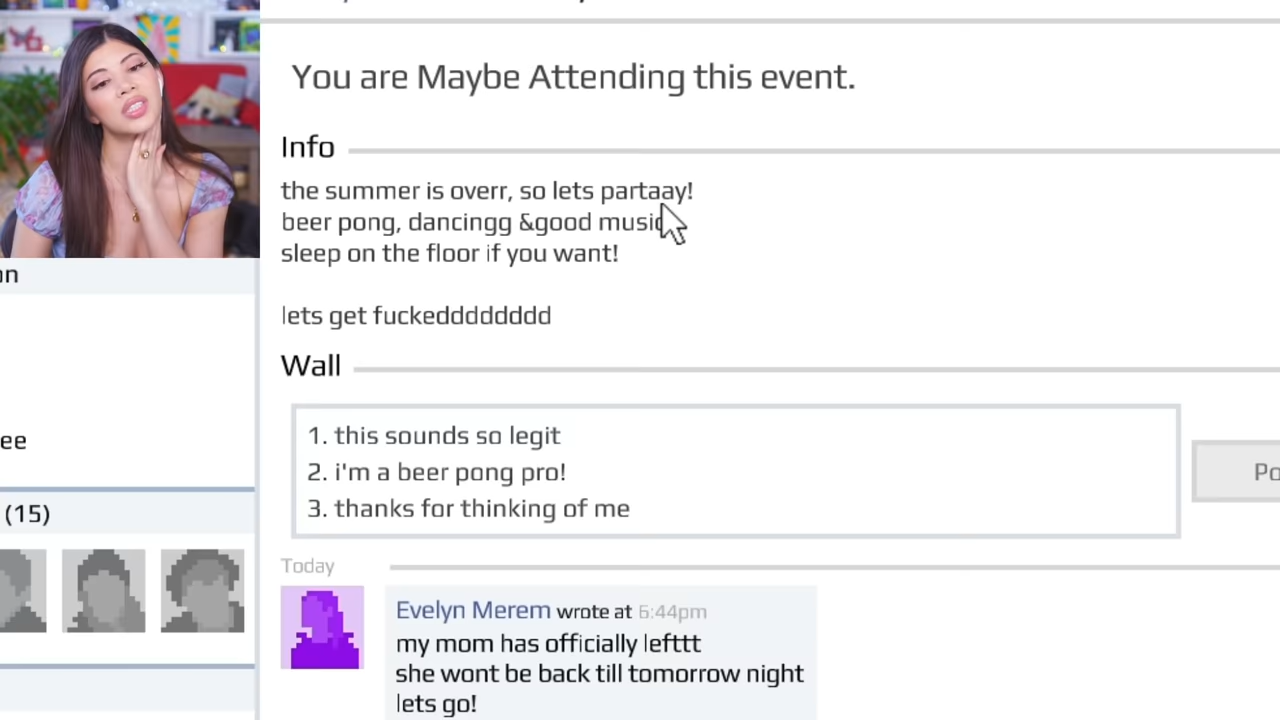 You are Maybe Attending this event.
Info
the summer is overr, so lets partaay!
beer pong, dancingg &good music
sleep on the floor if you want!
lets get fuckedddddddd
Wall
1. this sounds so legit
2. i'm a beer pong pro!
3. thanks for thinking of me
Today
Evelyn Merem wrote at 6:44pm
my mom has officially lefttt
she wont be back till tomorrow night
lets go!
(15)